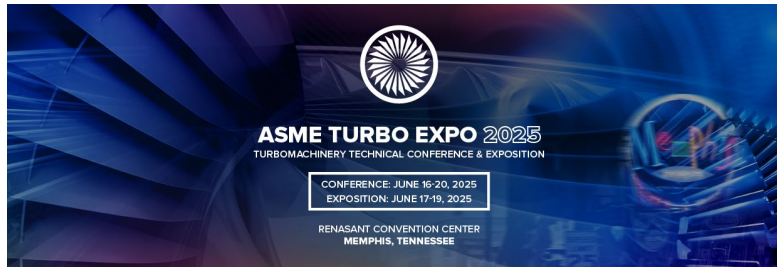 ASME TURBO EXPO 2025
TURBOMACHINERY TECHNICAL CONFERENCE & EXPOSITION
CONFERENCE: JUNE 16-20, 2025
EXPOSITION: JUNE 17-19, 2025
RENASANT CONVENTION CENTER
MEMPHIS, TENNESSEE